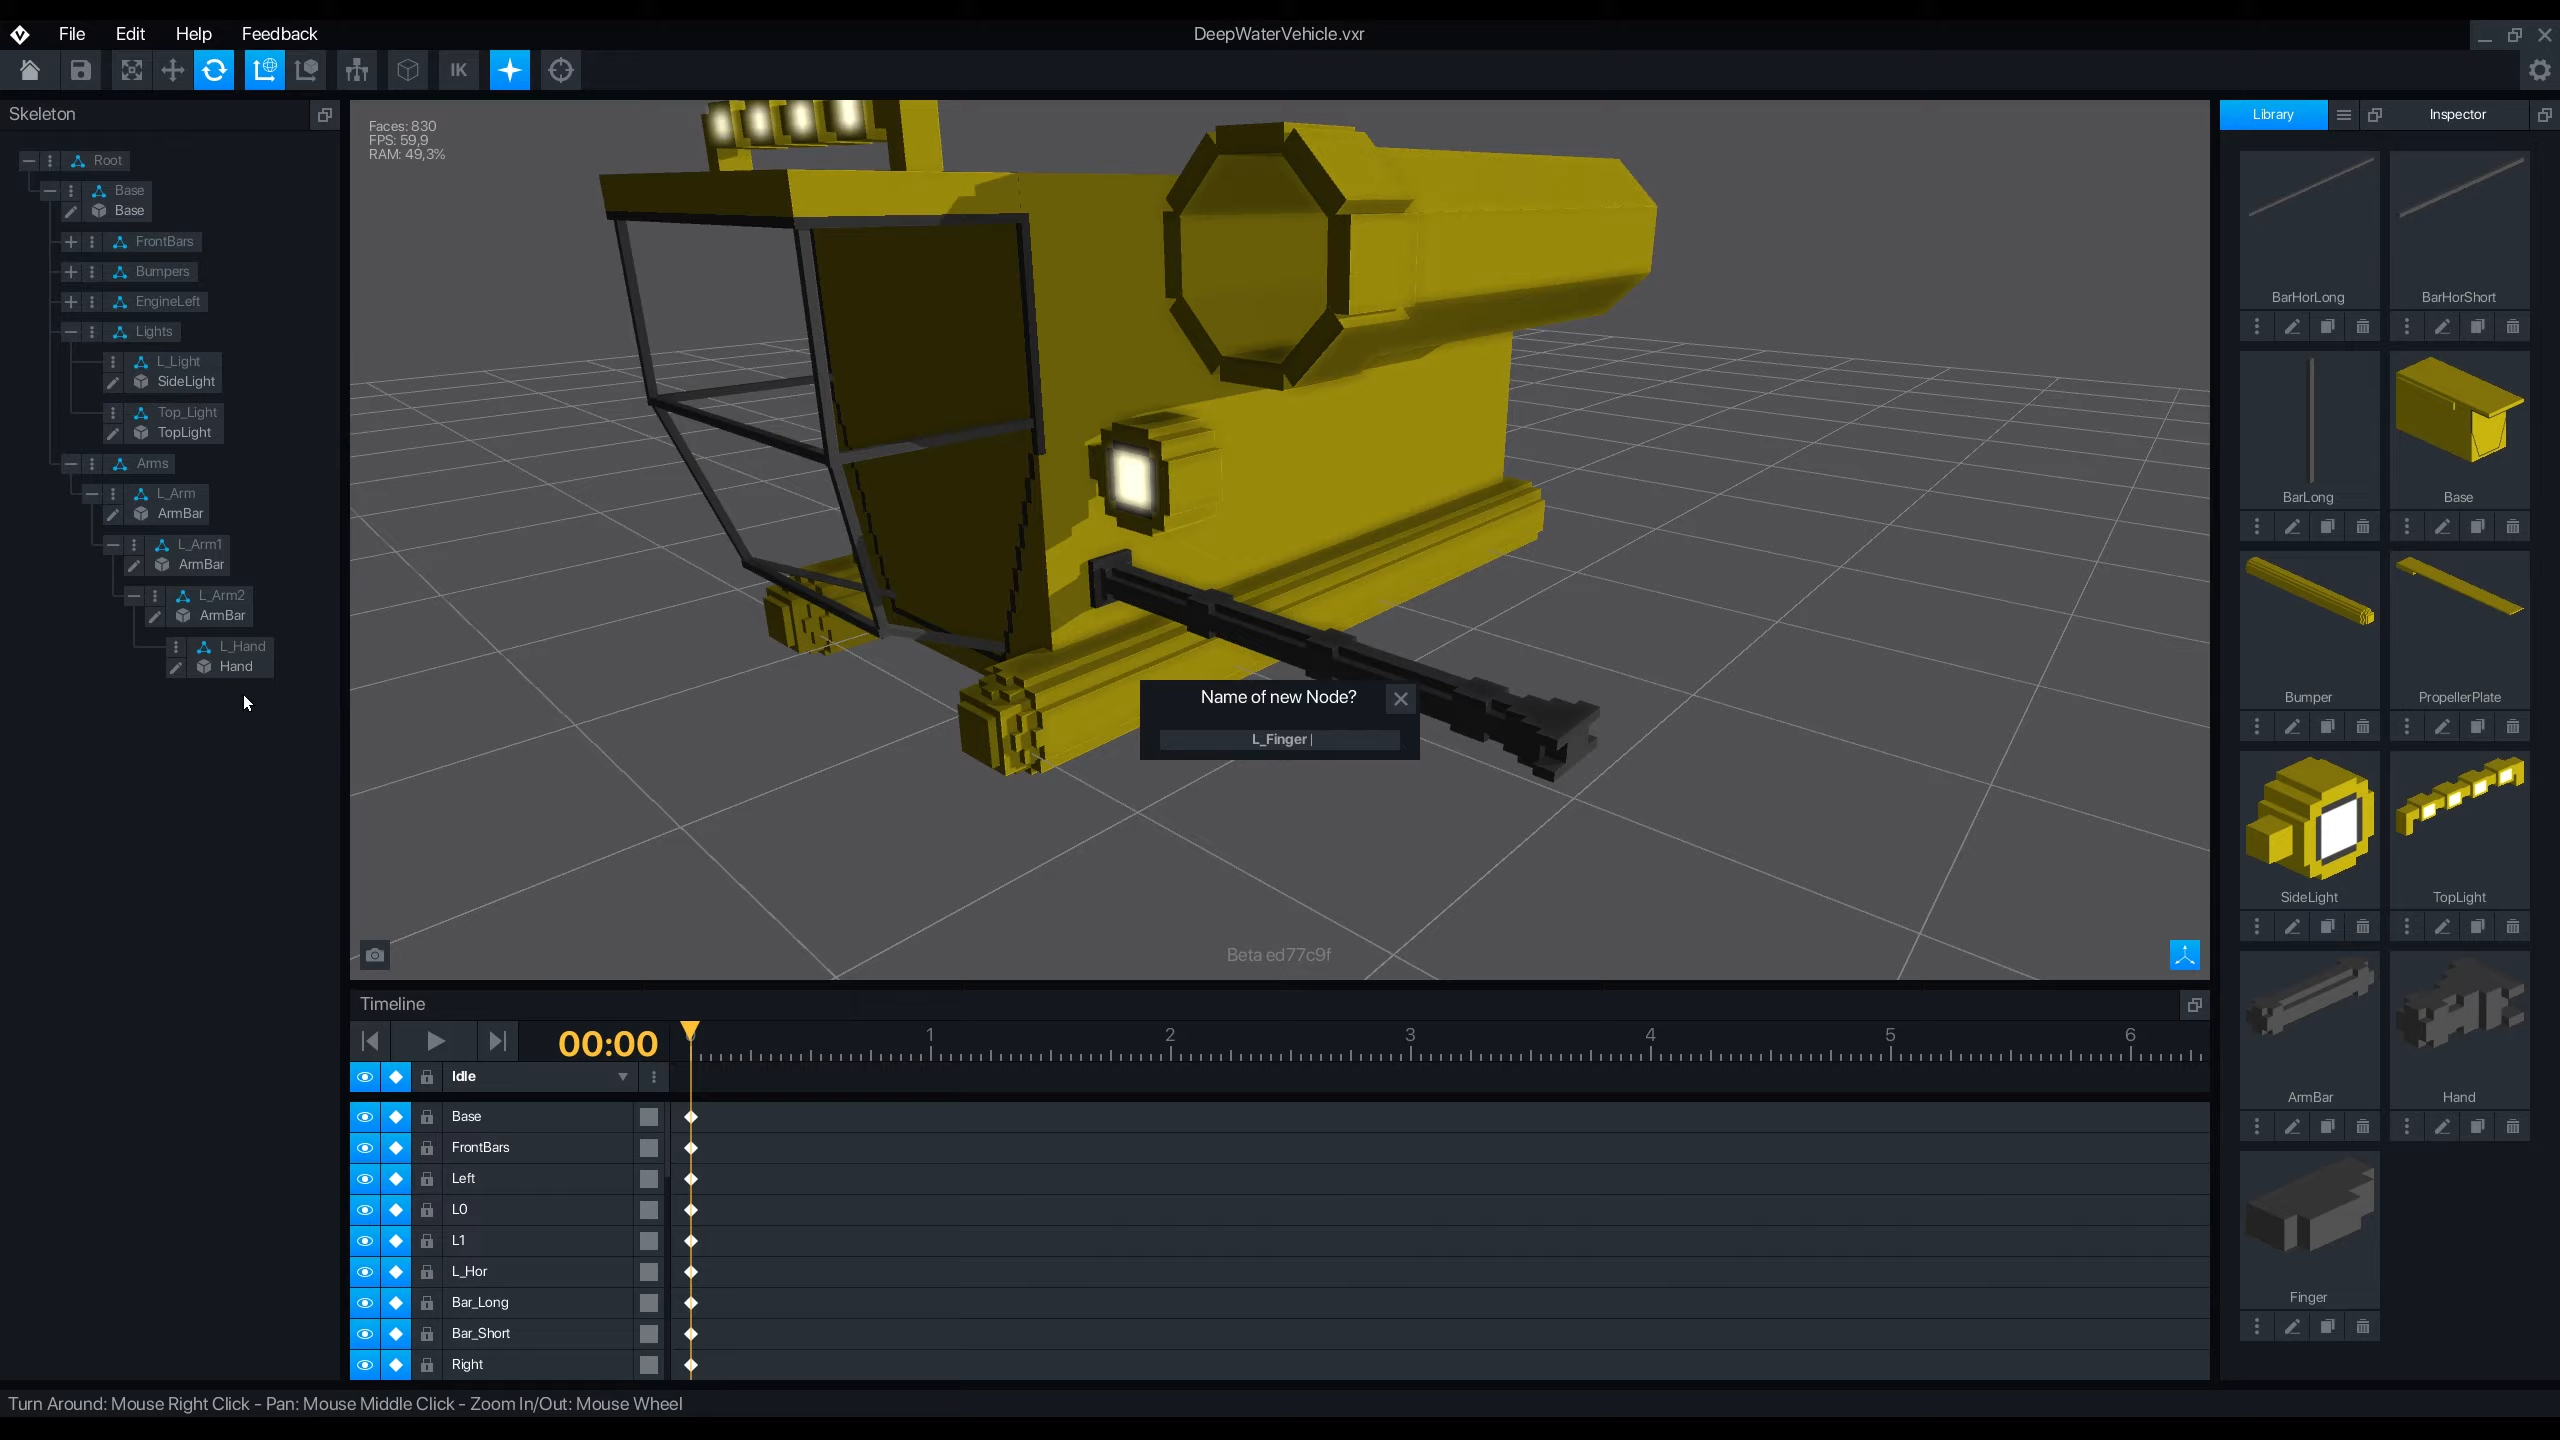 File Edit Help Feedback
DeepWaterVehicle.vxr
IK
Skeleton
Root
Base
Base
FrontBars
Bumpers
EngineLeft
Lights
L_Light
SideLight
Top_Light
TopLight
Arms
L_Arm
ArmBar
L_Arm1
ArmBar
L_Arm2
ArmBar
L_Hand
Hand
Faces: 830
FPS: 59,9
RAM: 49,3%
Name of new Node?
L_Finger
Beta ed77c9f
Library Inspector
BarHorLong BarHorShort
BarLong Base
Bumper PropellerPlate
SideLight TopLight
ArmBar Hand
Finger
Timeline
00:00
0 1 2 3 4 5 6
Idle
Base
FrontBars
Left
L0
L1
L_Hor
Bar_Long
Bar_Short
Right
Turn Around: Mouse Right Click - Pan: Mouse Middle Click - Zoom In/Out: Mouse Wheel